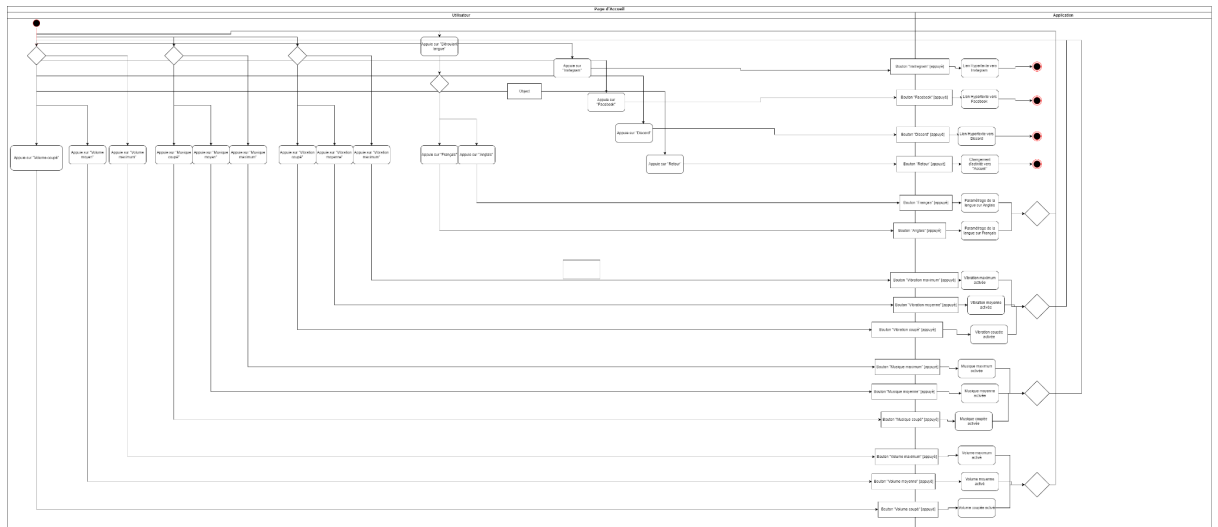 Page d'Accueil
Utilisateur
Application
Appuie sur "Dérouleur
langue"
Appuie sur
"Instagram"
Bouton "Instagram" [appuyé]
Lien Hypertexte vers
Instagram
Object
Appuie sur
"Facebook"
Bouton "Facebook" [appuyé]
Lien Hypertexte vers
Facebook
Appuie sur "Discord"
Bouton "Discord" [appuyé]
Lien Hypertexte vers
Discord
Appuie sur "Volume coupé"
Appuie sur "Volume
moyen"
Appuie sur "Volume
maximum"
Appuie sur "Musique
coupé"
Appuie sur "Musique
moyen"
Appuie sur "Musique
maximum"
Appuie sur "Vibration
coupé"
Appuie sur "Vibration
moyenne"
Appuie sur "Vibration
maximum"
Appuie sur "Français"
Appuie sur "Anglais"
Appuie sur "Retour"
Bouton "Retour" [appuyé]
Changement
d'activité vers
"Accueil"
Bouton "Français" [appuyé]
Paramétrage de la
langue sur Anglais
Bouton "Anglais" [appuyé]
Paramétrage de la
langue sur Français
Bouton "Vibration maximum" [appuyé]
Vibration maximum
activée
Bouton "Vibration moyenne" [appuyé]
Vibration moyenne
activée
Bouton "Vibration coupé" [appuyé]
Vibration coupée
activée
Bouton "Musique maximum" [appuyé]
Musique maximum
activée
Bouton "Musique moyenne" [appuyé]
Musique moyenne
activée
Bouton "Musique coupé" [appuyé]
Musique coupée
activée
Bouton "Volume maximum" [appuyé]
Volume maximum
activé
Bouton "Volume moyenne" [appuyé]
Volume moyenne
activé
Bouton "Volume coupé" [appuyé]
Volume coupée activé